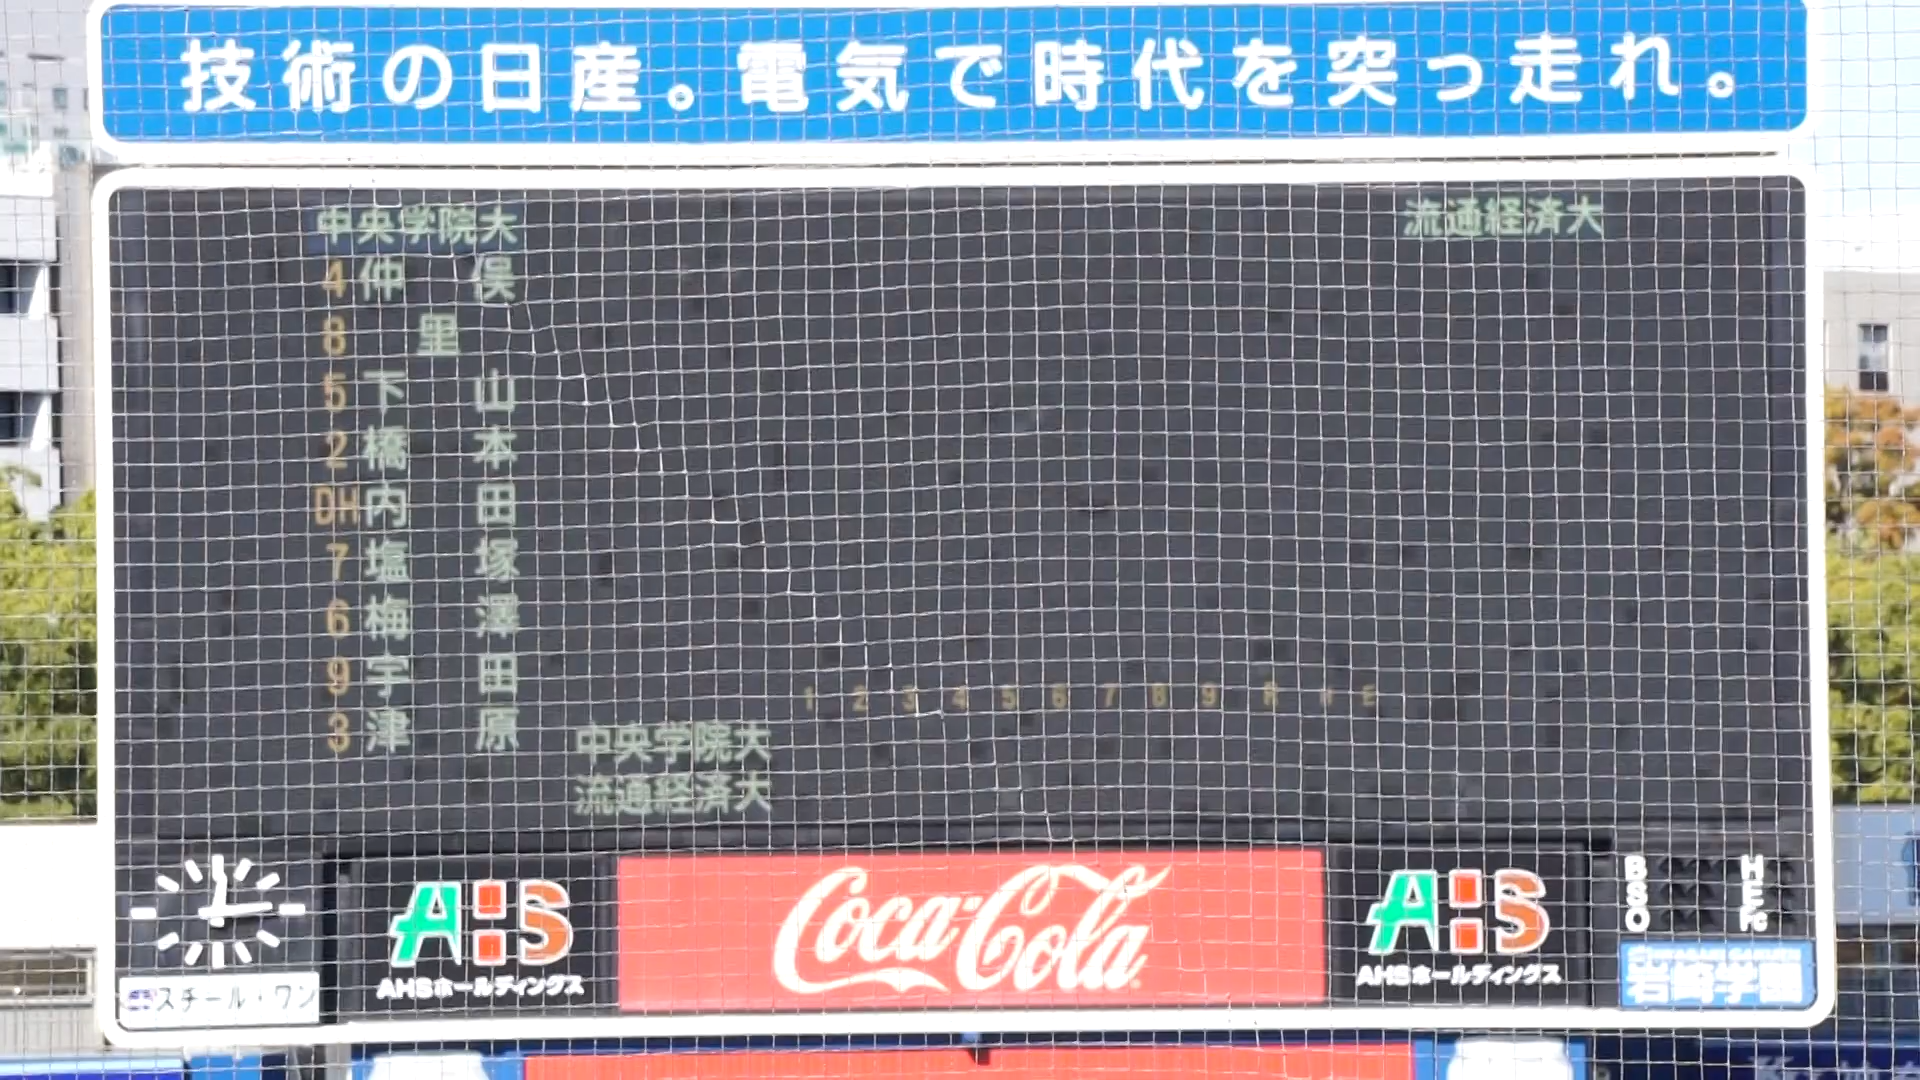 技術の日産。電気で時代を突っ走れ。
中央学院大
流通経済大
4 仲 俣
8 里
5 下 山
2 橋 本
DH 内 田
7 塩 塚
6 梅 澤
9 宇 田
3 津 原
1 2 3 4 5 6 7 8 9 R H E
中央学院大
流通経済大
AHS
AHSホールディングス
Coca-Cola
AHS
AHSホールディングス
B
S
O
H
E
Fc
スチール・ワン
岩崎学園